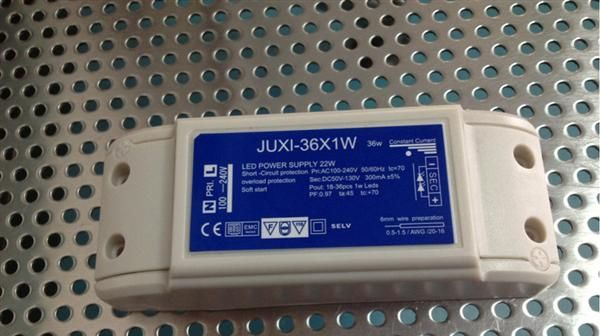 JUXI-36X1W 36w
Constant Current
LED POWER SUPPLY 22W
Short -Circuit protection Pri:AC100-240V 50/60Hz tc=70
overload protection Sec:DC50V-130V 300mA ±5%
Soft start Pout: 18-36pcs 1w Leds
PF:0.97 ta:45 tc:+70
N PRI. L
100 —240V
- SEC +
CE EMC F SELV
6mm wire preparation
0.5-1.5 / AWG /20-16